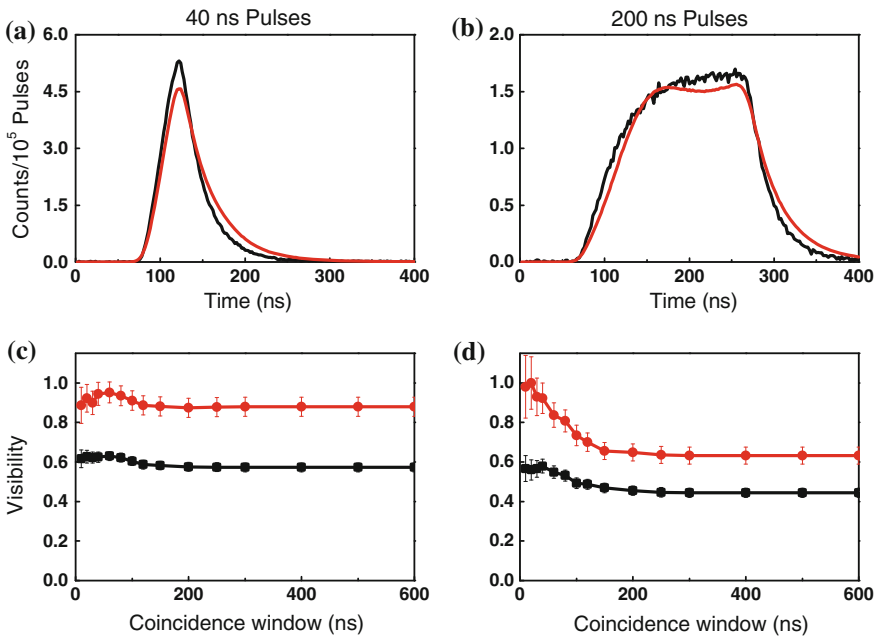 40 ns Pulses
200 ns Pulses
(a)
(b)
6.0
4.5
3.0
1.5
0.0
2.0
1.5
1.0
0.5
0.0
Counts/10⁵ Pulses
0 100 200 300 400
0 100 200 300 400
Time (ns)
Time (ns)
(c)
(d)
1.0
0.8
0.6
0.4
0.2
0.0
1.0
0.8
0.6
0.4
0.2
0.0
Visibility
0 200 400 600
0 200 400 600
Coincidence window (ns)
Coincidence window (ns)